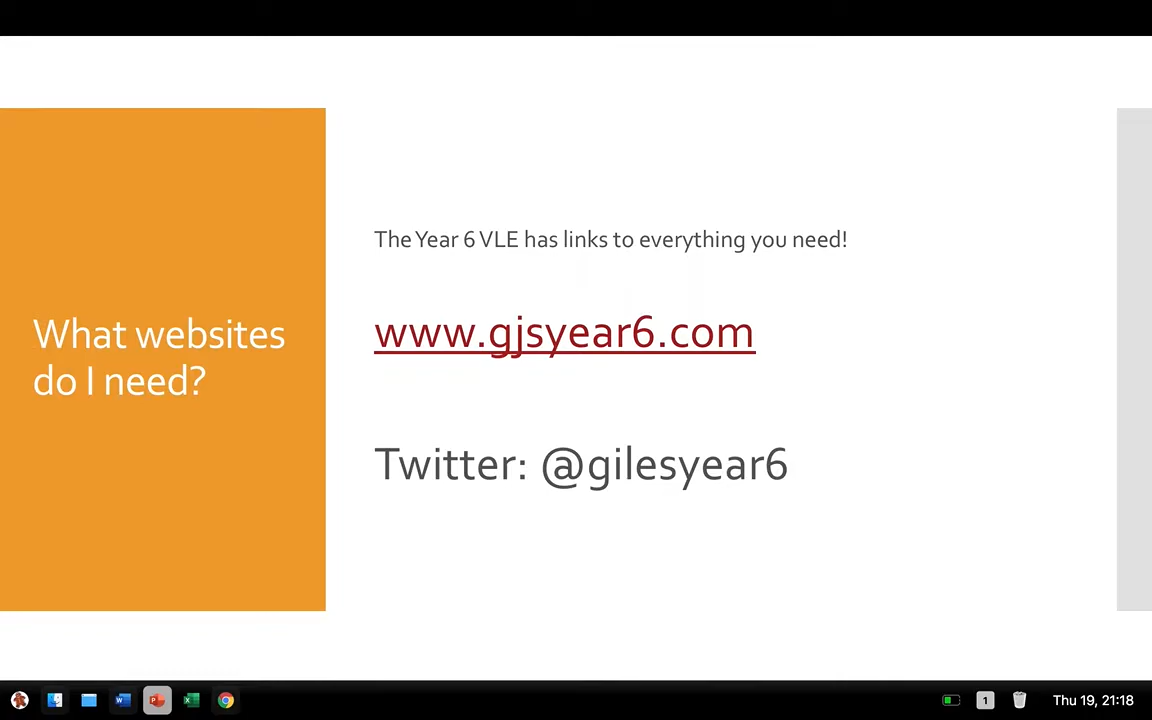 The Year 6 VLE has links to everything you need!
What websites
do I need?
www.gjsyear6.com
Twitter: @gilesyear6
1
Thu 19, 21:18